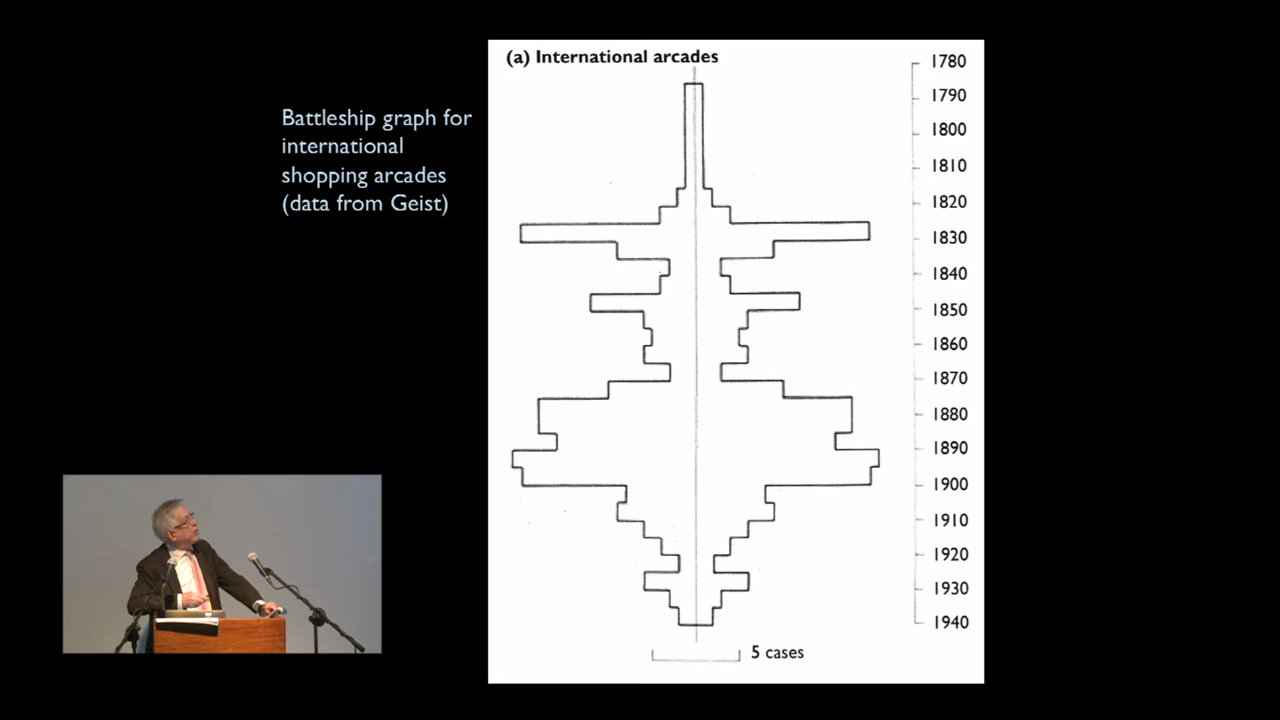 Battleship graph for
international
shopping arcades
(data from Geist)
(a) International arcades
1780
1790
1800
1810
1820
1830
1840
1850
1860
1870
1880
1890
1900
1910
1920
1930
1940
5 cases